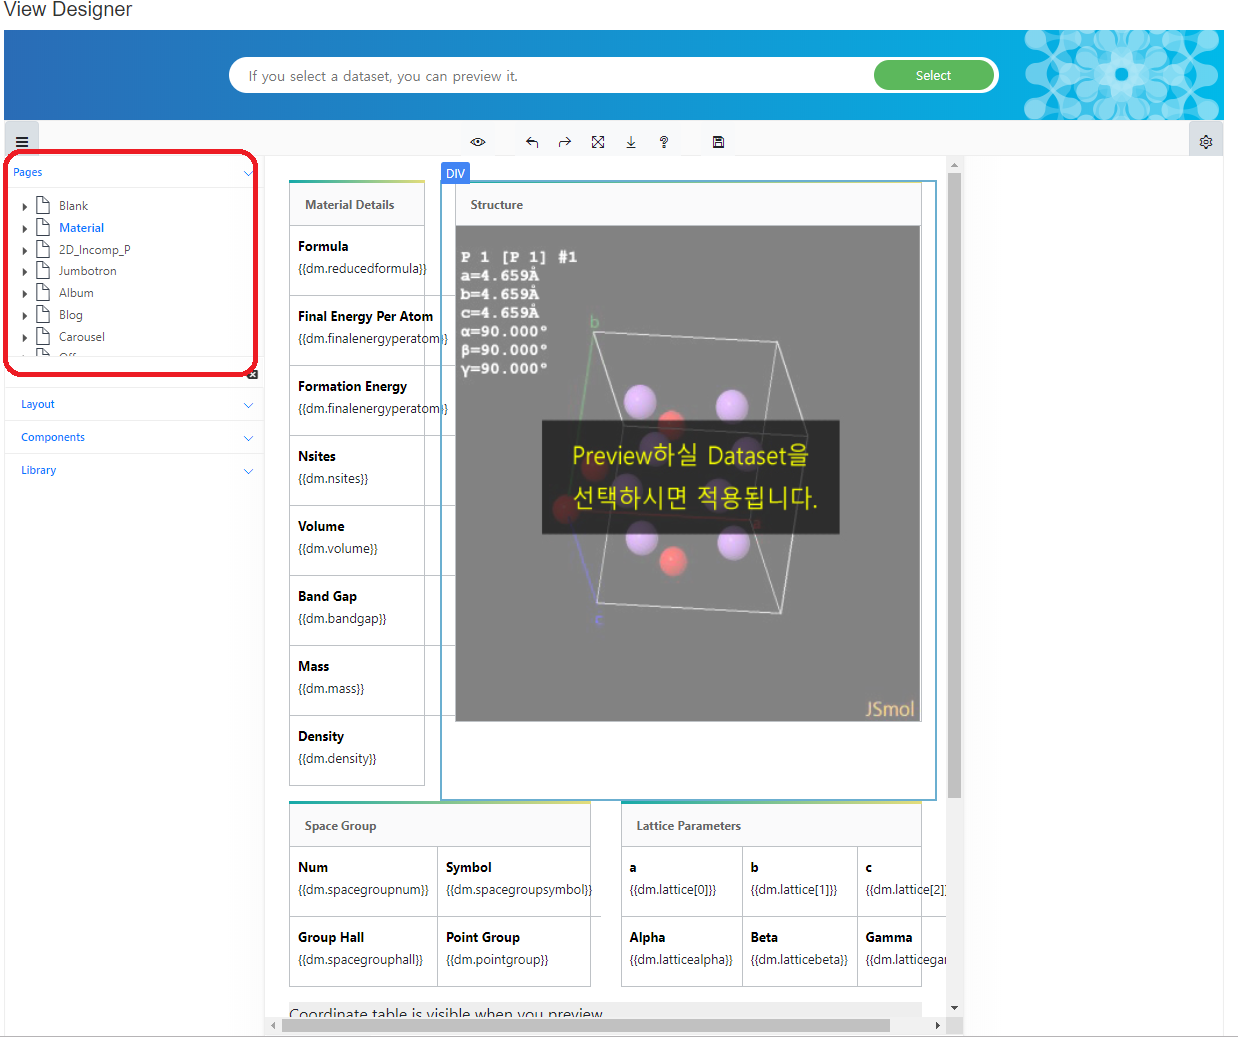 View Designer
If you select a dataset, you can preview it.
Select
Pages
Blank
Material
2D_Incomp_P
Jumbotron
Album
Blog
Carousel
Layout
Components
Library
DIV
Material Details
Formula
{{dm.reducedformula}}
Final Energy Per Atom
{{dm.finalenergyperatom}}
Formation Energy
{{dm.finalenergyperatom}}
Nsites
{{dm.nsites}}
Volume
{{dm.volume}}
Band Gap
{{dm.bandgap}}
Mass
{{dm.mass}}
Density
{{dm.density}}
Structure
P 1 [P 1] #1
a=4.659Å
b=4.659Å
c=4.659Å
α=90.000°
β=90.000°
γ=90.000°
b
Preview하실 Dataset을
선택하시면 적용됩니다.
a
c
JSmol
Space Group
Num
{{dm.spacegroupnum}}
Symbol
{{dm.spacegroupsymbol}}
Group Hall
{{dm.spacegrouphall}}
Point Group
{{dm.pointgroup}}
Lattice Parameters
a
{{dm.lattice[0]}}
b
{{dm.lattice[1]}}
c
{{dm.lattice[2]}
Alpha
{{dm.latticealpha}}
Beta
{{dm.latticebeta}}
Gamma
{{dm.latticegar
Coordinate table is visible when you preview